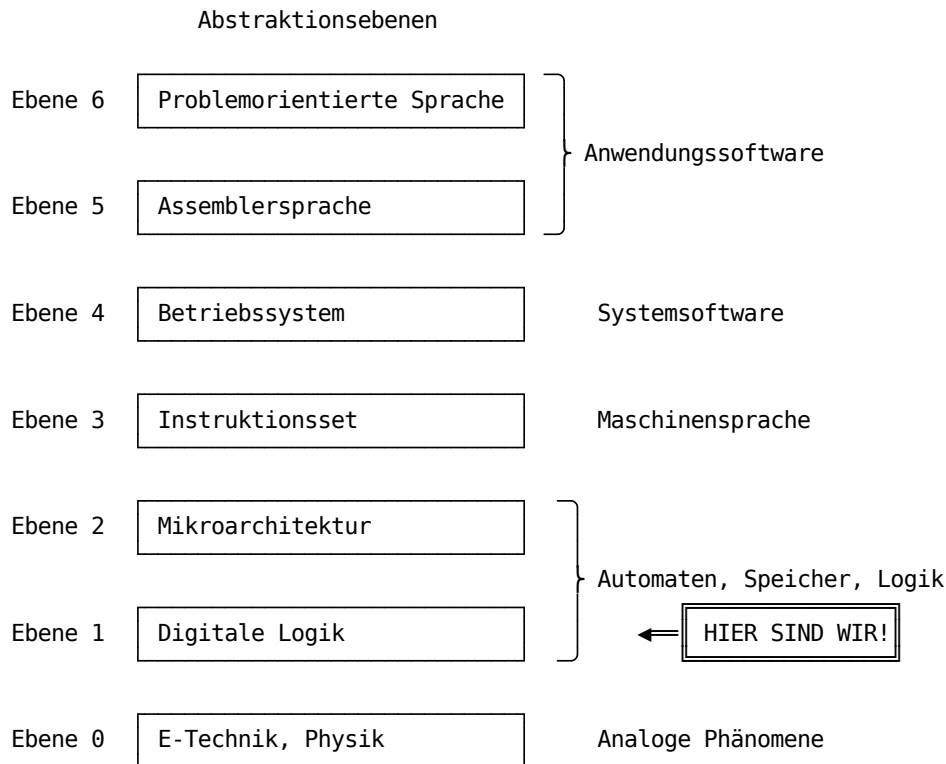 Abstraktionsebenen
Ebene 6 Problemorientierte Sprache
Anwendungssoftware
Ebene 5 Assemblersprache
Ebene 4 Betriebssystem Systemsoftware
Ebene 3 Instruktionsset Maschinensprache
Ebene 2 Mikroarchitektur
Automaten, Speicher, Logik
Ebene 1 Digitale Logik HIER SIND WIR!
Ebene 0 E-Technik, Physik Analoge Phänomene